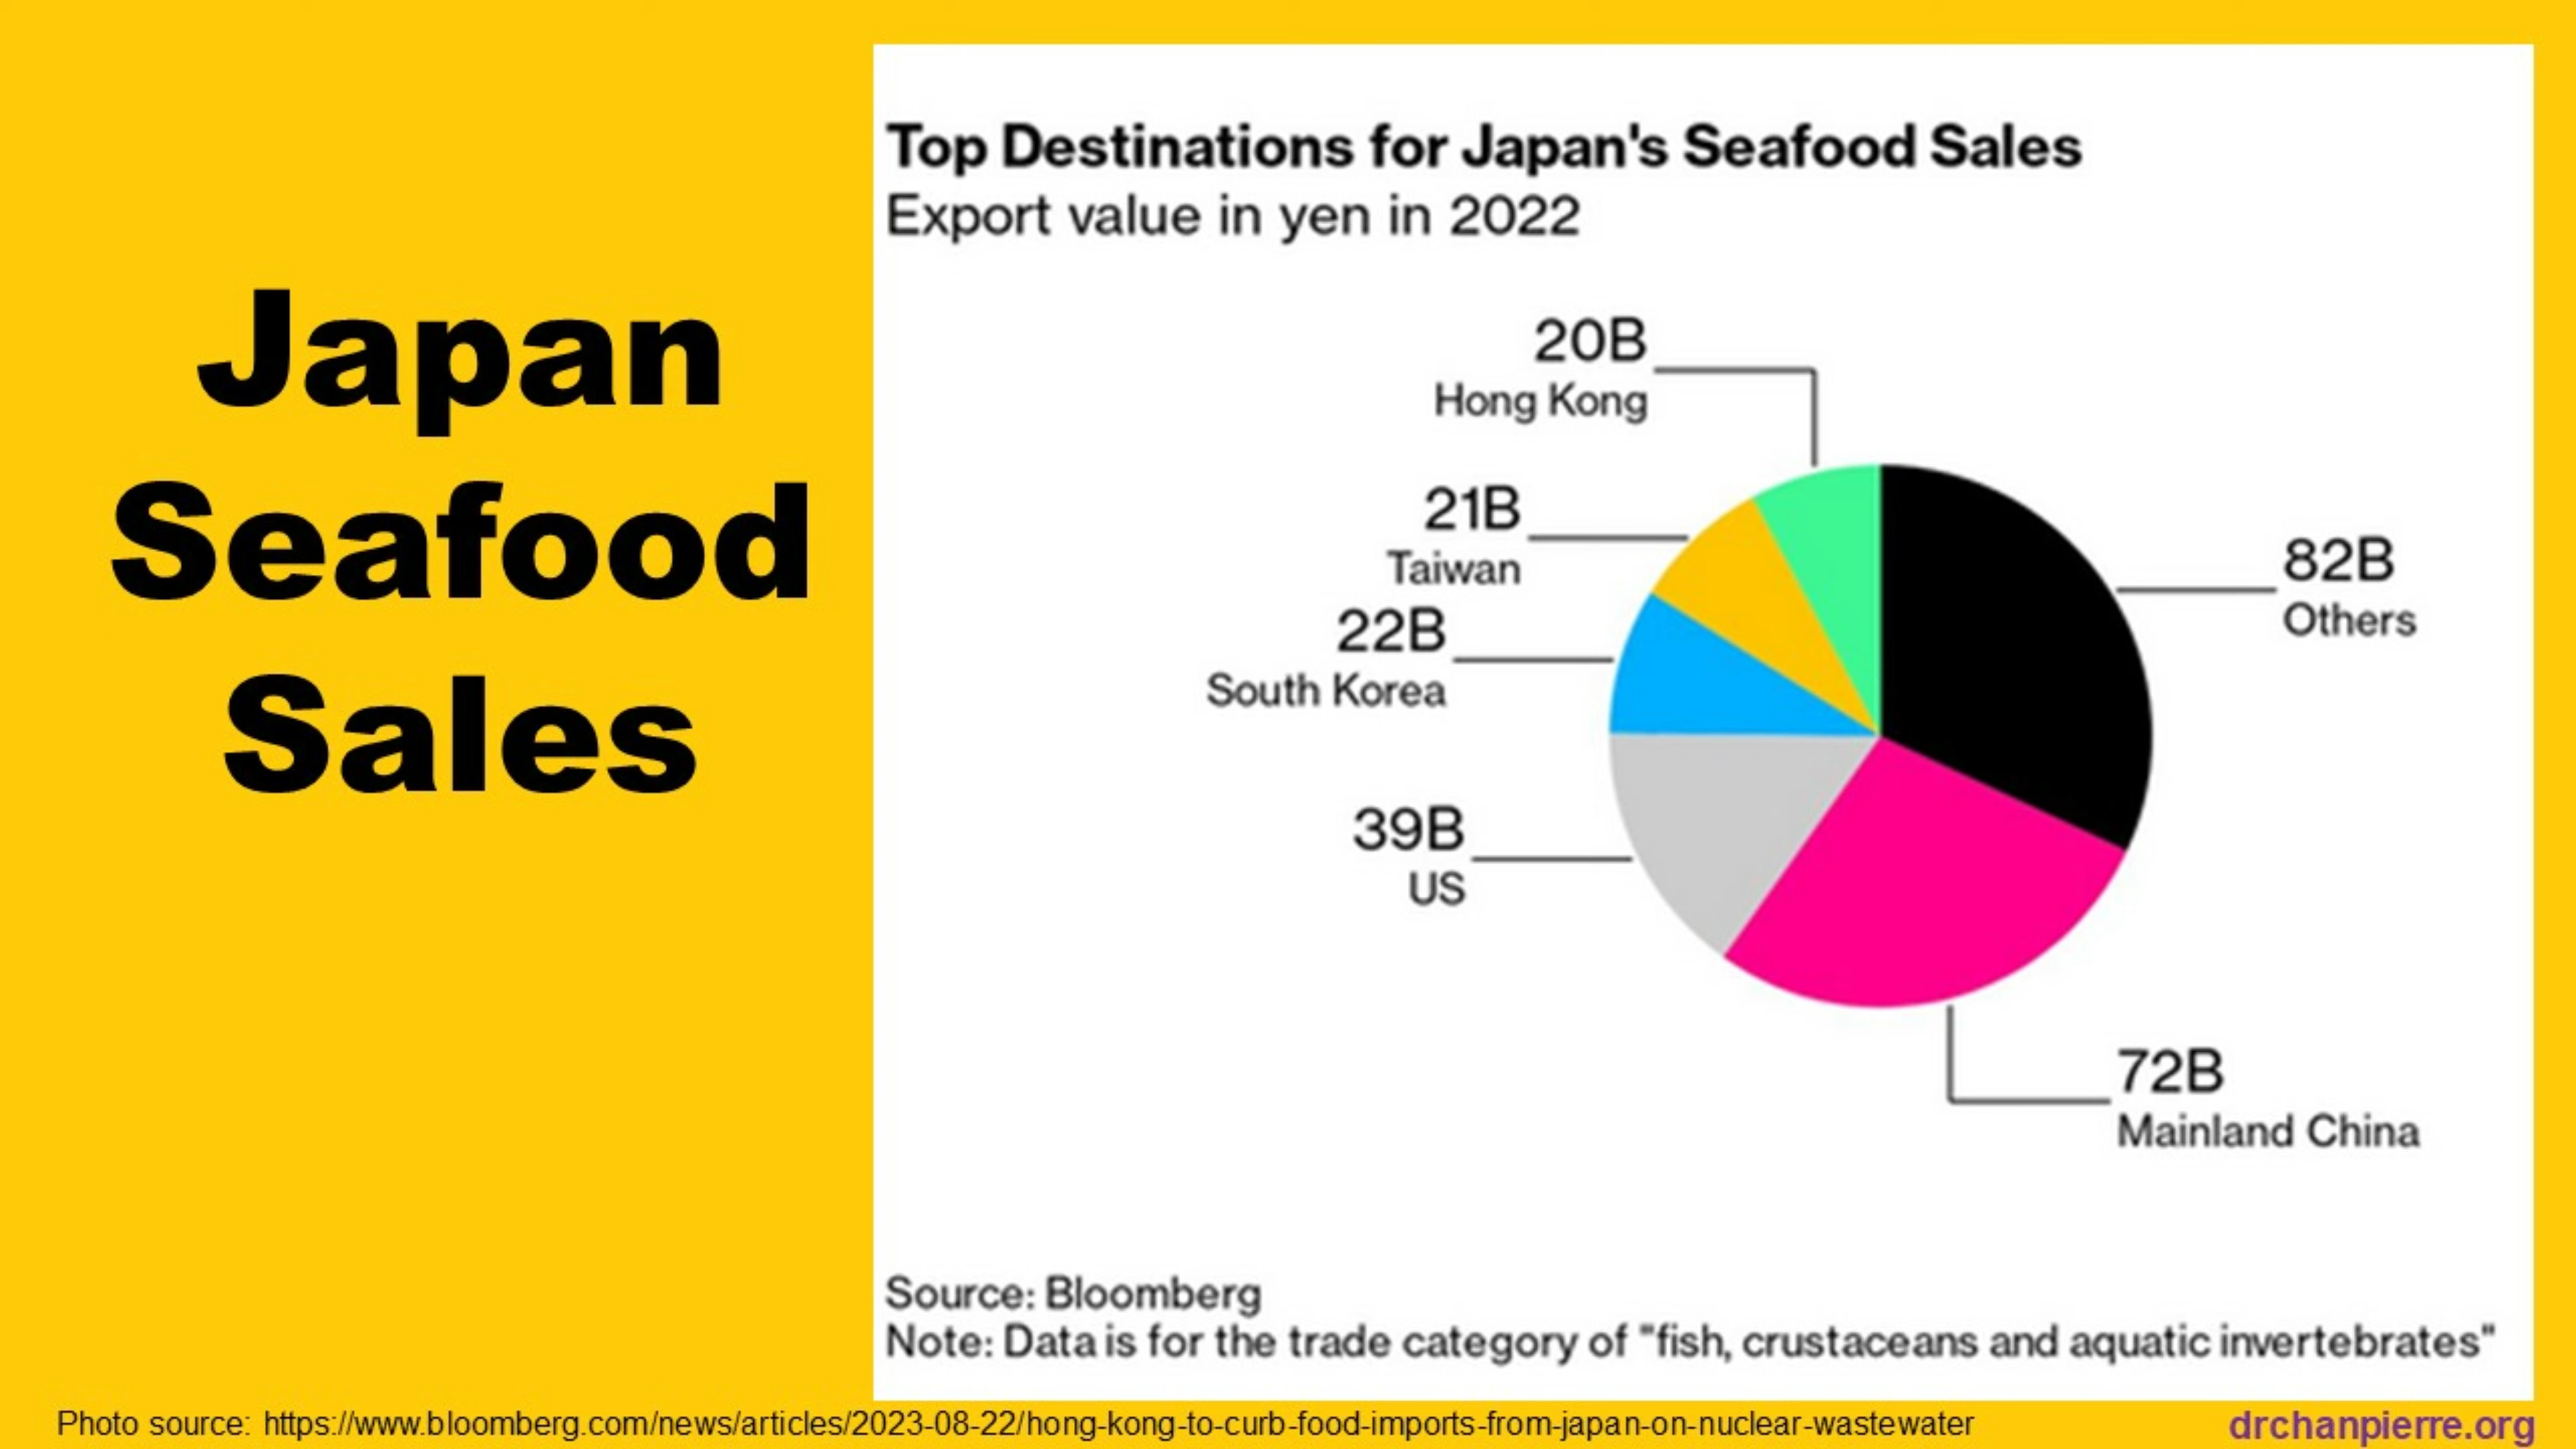 Japan
Seafood
Sales
Top Destinations for Japan's Seafood Sales
Export value in yen in 2022
20B
Hong Kong
21B
Taiwan
22B
South Korea
39B
US
82B
Others
72B
Mainland China
Source: Bloomberg
Note: Data is for the trade category of "fish, crustaceans and aquatic invertebrates"
Photo source: https://www.bloomberg.com/news/articles/2023-08-22/hong-kong-to-curb-food-imports-from-japan-on-nuclear-wastewater
drchanpierre.org